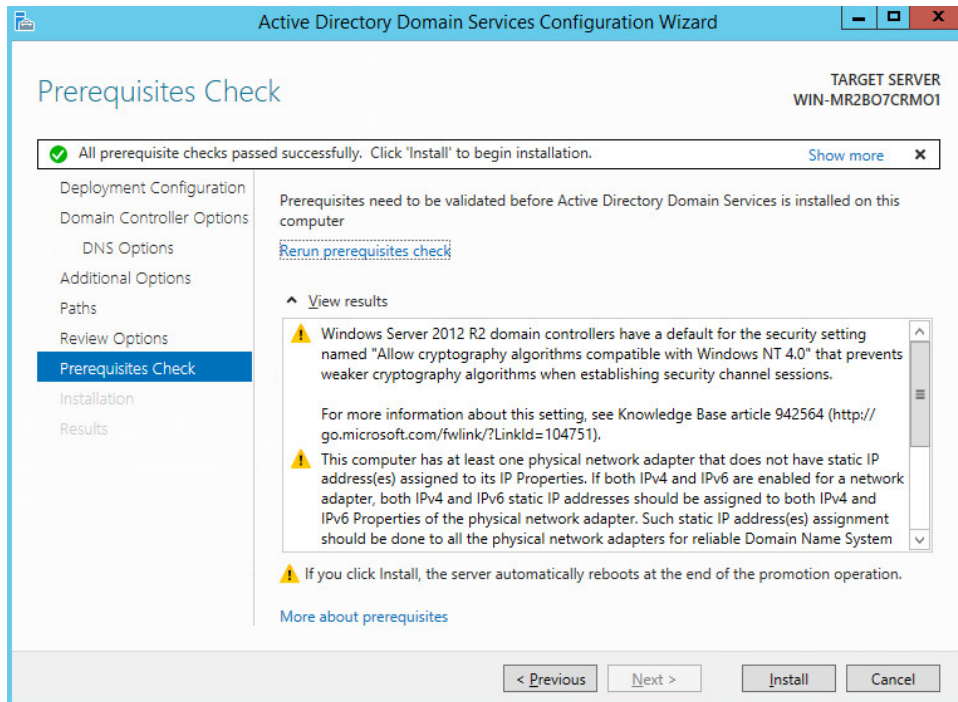 Active Directory Domain Services Configuration Wizard
Prerequisites Check
TARGET SERVER
WIN-MR2BO7CRMO1
All prerequisite checks passed successfully. Click 'Install' to begin installation.
Show more
Deployment Configuration
Domain Controller Options
DNS Options
Additional Options
Paths
Review Options
Prerequisites Check
Installation
Results
Prerequisites need to be validated before Active Directory Domain Services is installed on this
computer
Rerun prerequisites check
View results
Windows Server 2012 R2 domain controllers have a default for the security setting
named "Allow cryptography algorithms compatible with Windows NT 4.0" that prevents
weaker cryptography algorithms when establishing security channel sessions.
For more information about this setting, see Knowledge Base article 942564 (http://
go.microsoft.com/fwlink/?LinkId=104751).
This computer has at least one physical network adapter that does not have static IP
address(es) assigned to its IP Properties. If both IPv4 and IPv6 are enabled for a network
adapter, both IPv4 and IPv6 static IP addresses should be assigned to both IPv4 and
IPv6 Properties of the physical network adapter. Such static IP address(es) assignment
should be done to all the physical network adapters for reliable Domain Name System
If you click Install, the server automatically reboots at the end of the promotion operation.
More about prerequisites
< Previous
Next >
Install
Cancel